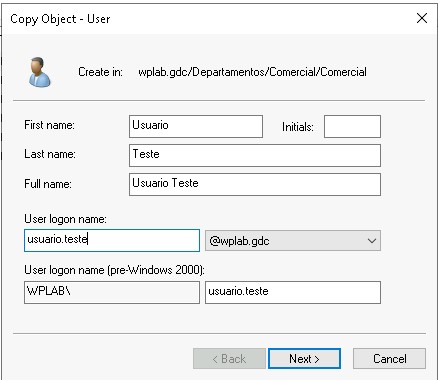 Copy Object - User
Create in: wplab.gdc/Departamentos/Comercial/Comercial
First name: Usuario Initials:
Last name: Teste
Full name: Usuario Teste
User logon name:
usuario.teste @wplab.gdc
User logon name (pre-Windows 2000):
WPLAB\ usuario.teste
< Back Next > Cancel